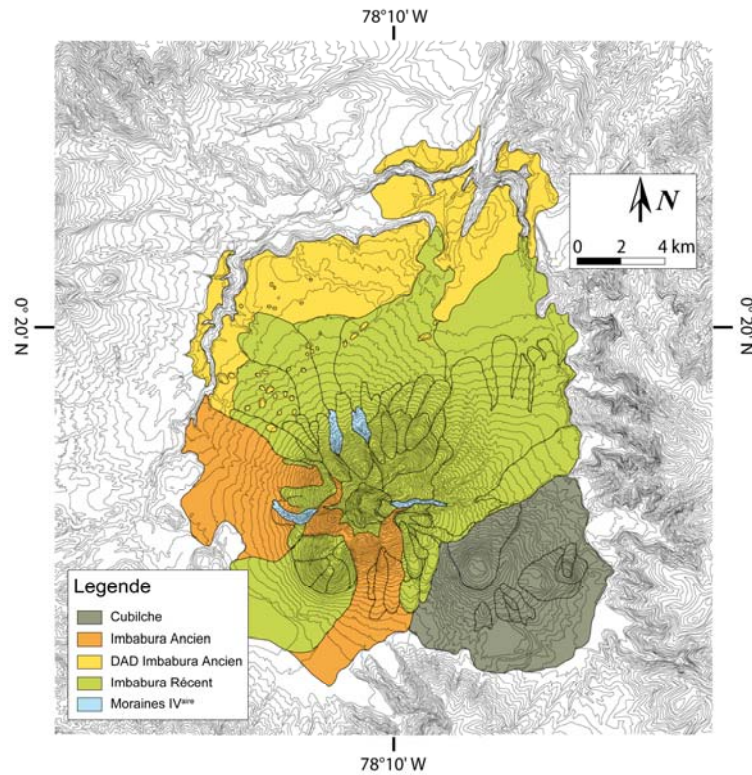 78°10' W
N
0 2 4 km
0° 20' N
0° 20' N
Legende
Cubilche
Imbabura Ancien
DAD Imbabura Ancien
Imbabura Récent
Moraines IVaire
78°10' W